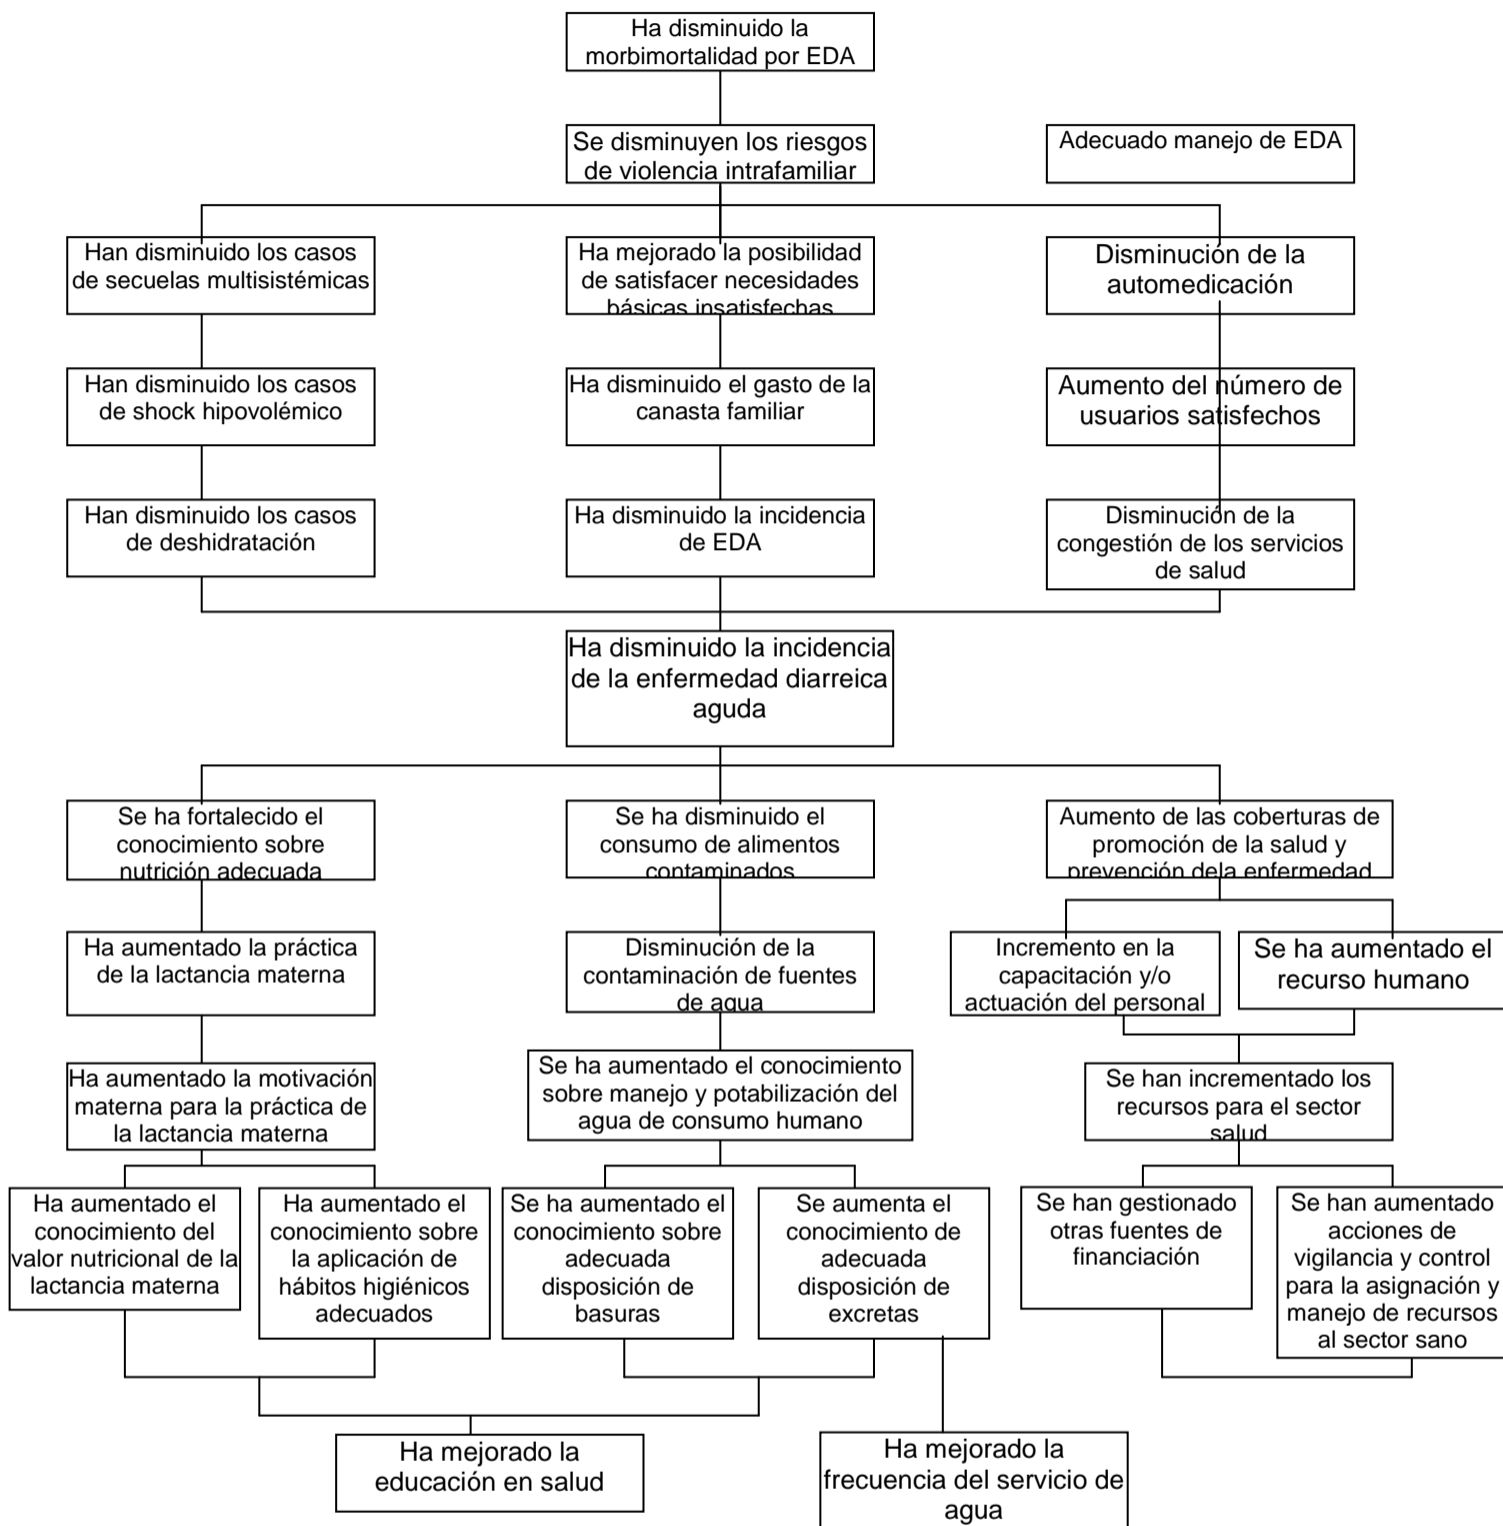 Ha disminuido la
morbimortalidad por EDA
Se disminuyen los riesgos
de violencia intrafamiliar
Adecuado manejo de EDA
Han disminuido los casos
de secuelas multisistémicas
Ha mejorado la posibilidad
de satisfacer necesidades
básicas insatisfechas
Disminución de la
automedicación
Han disminuido los casos
de shock hipovolémico
Ha disminuido el gasto de la
canasta familiar
Aumento del número de
usuarios satisfechos
Han disminuido los casos
de deshidratación
Ha disminuido la incidencia
de EDA
Disminución de la
congestión de los servicios
de salud
Ha disminuido la incidencia
de la enfermedad diarreica
aguda
Se ha fortalecido el
conocimiento sobre
nutrición adecuada
Se ha disminuido el
consumo de alimentos
contaminados
Aumento de las coberturas de
promoción de la salud y
prevención dela enfermedad
Ha aumentado la práctica
de la lactancia materna
Disminución de la
contaminación de fuentes
de agua
Incremento en la
capacitación y/o
actuación del personal
Se ha aumentado el
recurso humano
Ha aumentado la motivación
materna para la práctica de
la lactancia materna
Se ha aumentado el conocimiento
sobre manejo y potabilización del
agua de consumo humano
Se han incrementado los
recursos para el sector
salud
Ha aumentado el
conocimiento del
valor nutricional de la
lactancia materna
Ha aumentado el
conocimiento sobre
la aplicación de
hábitos higiénicos
adecuados
Se ha aumentado el
conocimiento sobre
adecuada
disposición de
basuras
Se aumenta el
conocimiento de
adecuada
disposición de
excretas
Se han gestionado
otras fuentes de
financiación
Se han aumentado
acciones de
vigilancia y control
para la asignación y
manejo de recursos
al sector sano
Ha mejorado la
educación en salud
Ha mejorado la
frecuencia del servicio de
agua